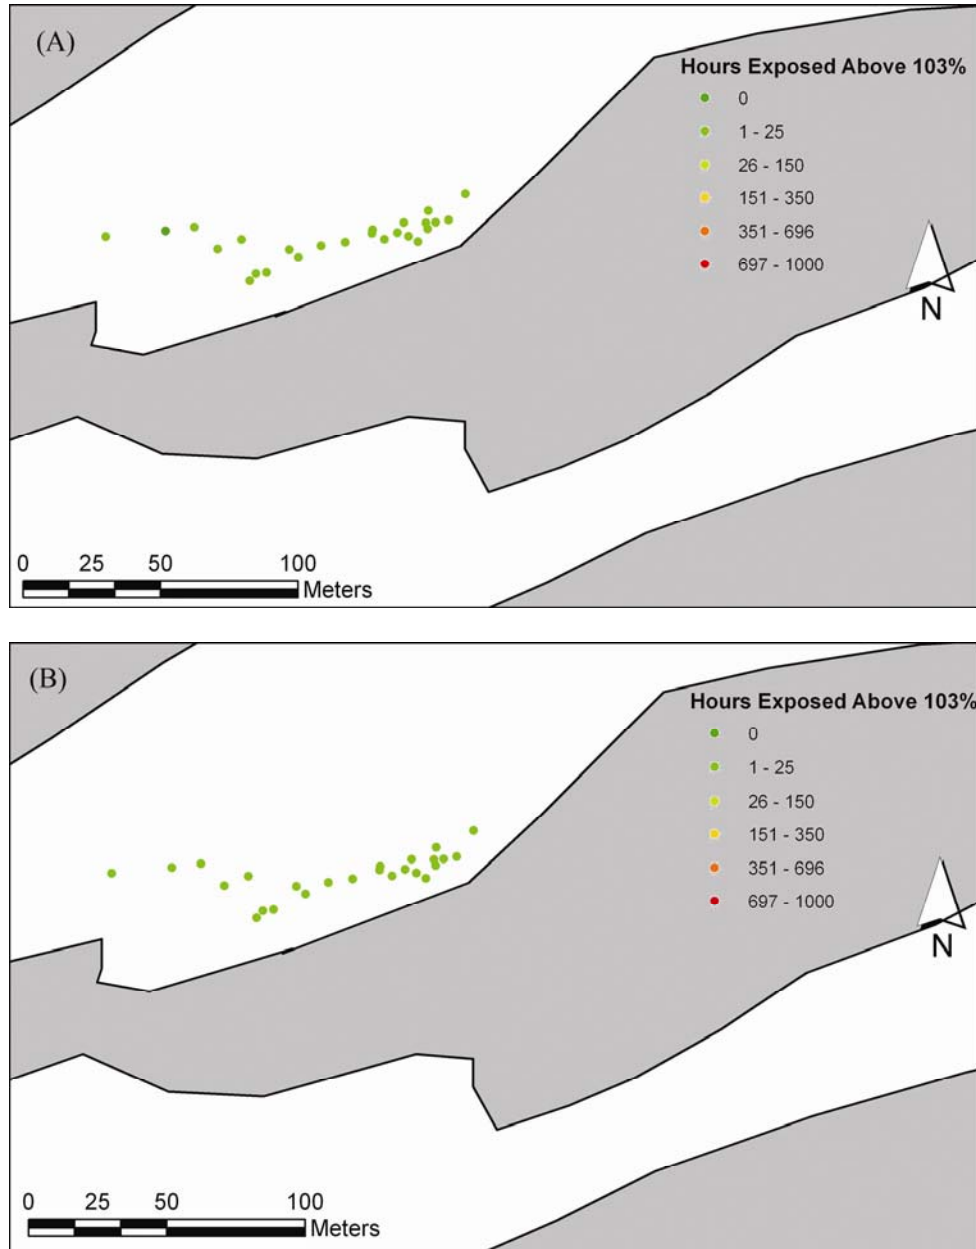 (A)
Hours Exposed Above 103%
0
1 - 25
26 - 150
151 - 350
351 - 696
697 - 1000
N
0 25 50 100
Meters
(B)
Hours Exposed Above 103%
0
1 - 25
26 - 150
151 - 350
351 - 696
697 - 1000
N
0 25 50 100
Meters